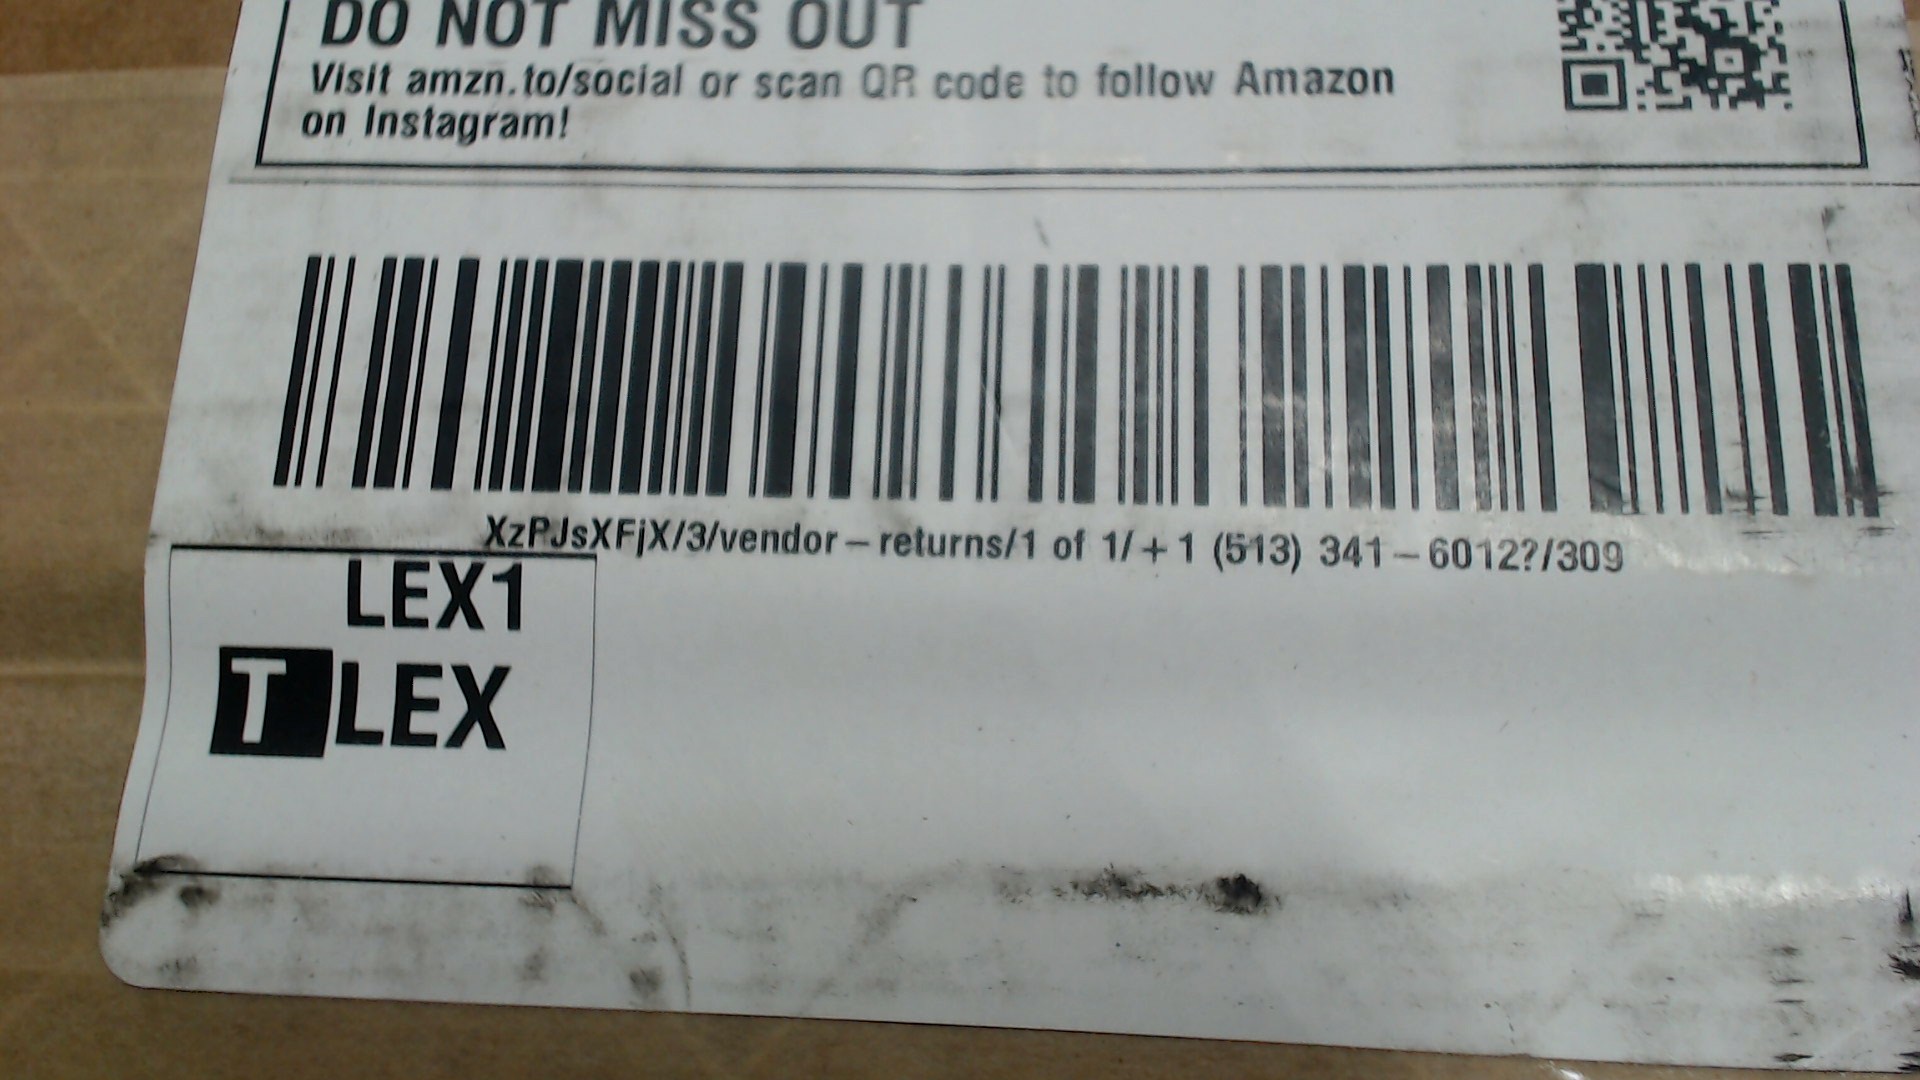 DO NOT MISS OUT
Visit amzn.to/social or scan QR code to follow Amazon
on Instagram!
XzPJsXFjX/3/vendor-returns/1 of 1/+1 (513) 341-6012?/309
LEX1
T LEX